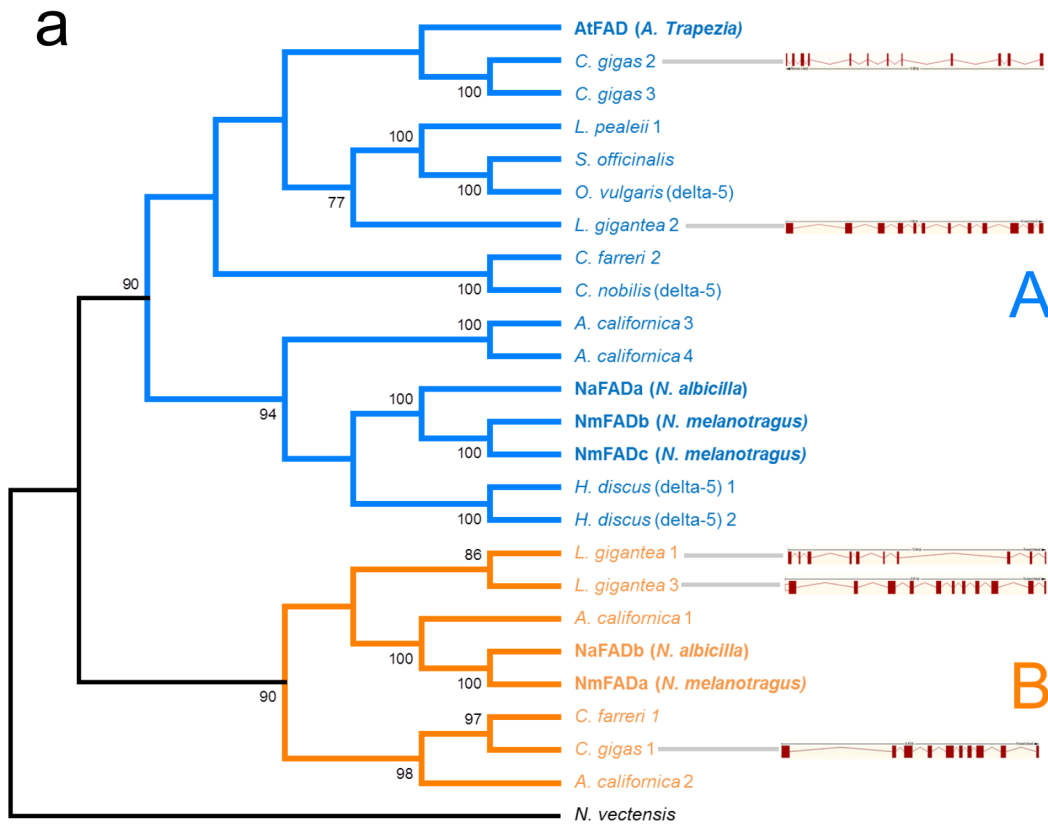 a
AtFAD (A. Trapezia)
C. gigas 2
C. gigas 3
100
L. pealeii 1
100
S. officinalis
O. vulgaris (delta-5)
100
77
L. gigantea 2
C. farreri 2
90
C. nobilis (delta-5)
100
A
A. californica 3
100
A. californica 4
NaFADa (N. albicilla)
100
94
NmFADb (N. melanotragus)
NmFADc (N. melanotragus)
100
H. discus (delta-5) 1
H. discus (delta-5) 2
100
L. gigantea 1
86
L. gigantea 3
A. californica 1
NaFADb (N. albicilla)
100
NmFADa (N. melanotragus)
100
90
B
C. farreri 1
97
C. gigas 1
98
A. californica 2
N. vectensis